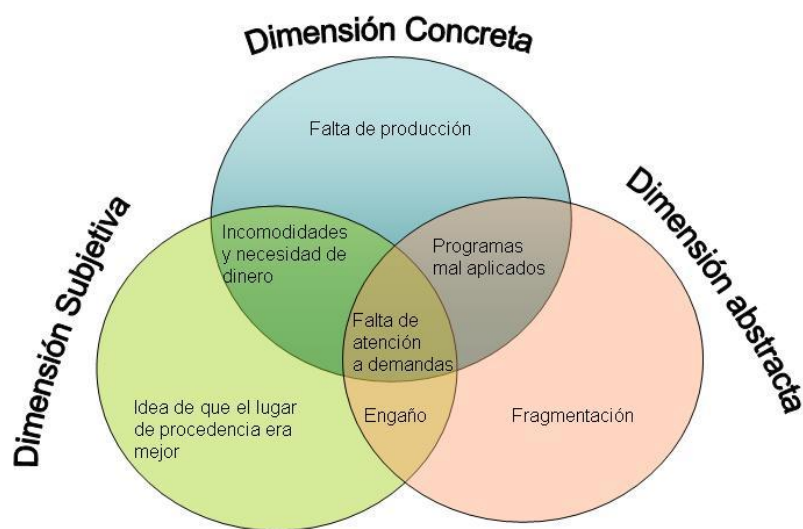 Dimensión Concreta
Falta de producción
Dimensión Subjetiva
Dimensión abstracta
Incomodidades
y necesidad de
dinero
Programas
mal aplicados
Falta de
atención
a demandas
Idea de que el lugar
de procedencia era
mejor
Engaño
Fragmentación